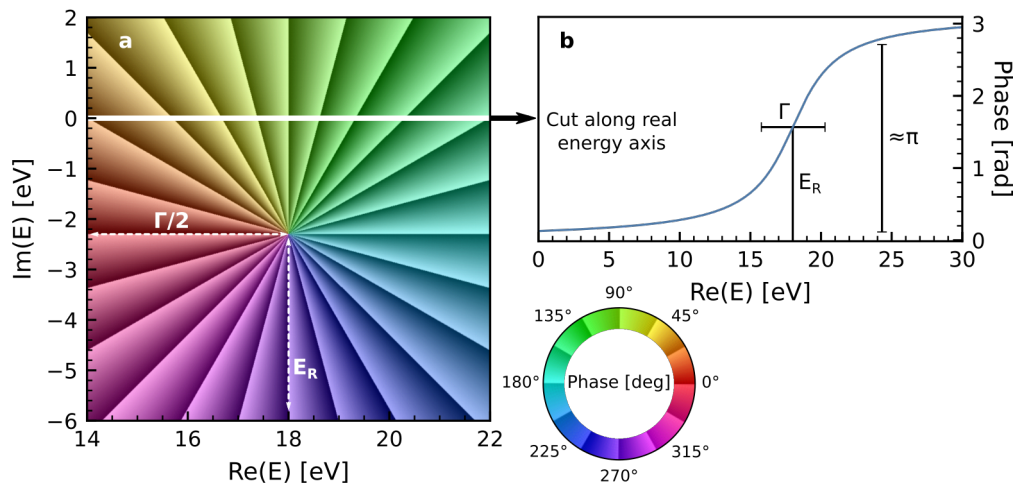 a
2
1
0
−1
−2
−3
−4
−5
−6
Im(E) [eV]
Γ/2
E_R
14
16
18
20
22
Re(E) [eV]
b
Cut along real
energy axis
Γ
E_R
≈π
3
2
1
0
Phase [rad]
0
5
10
15
20
25
30
Re(E) [eV]
90°
135°
45°
180°
Phase [deg]
0°
225°
315°
270°